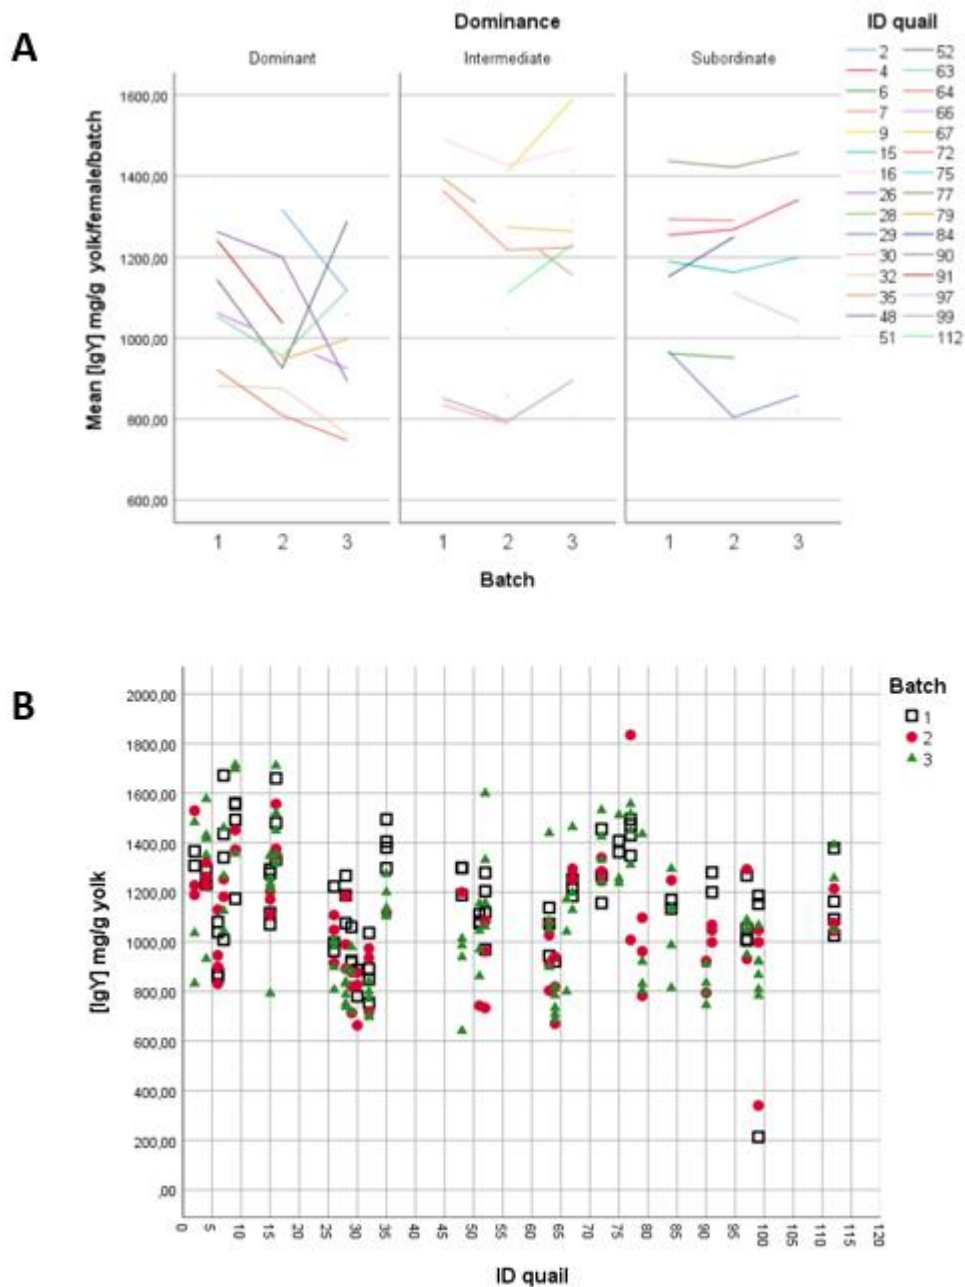 A
Dominance
ID quail
Dominant
Intermediate
Subordinate
2 52
4 63
6 64
7 66
9 67
15 72
16 75
26 77
28 79
29 84
30 90
32 91
35 97
48 99
51 112
Mean [IgY] mg/g yolk/female/batch
1600,00
1400,00
1200,00
1000,00
800,00
600,00
1 2 3 1 2 3 1 2 3
Batch
B
Batch
1
2
3
[IgY] mg/g yolk
2000,00
1800,00
1600,00
1400,00
1200,00
1000,00
800,00
600,00
400,00
200,00
,00
0 5 10 15 20 25 30 35 40 45 50 55 60 65 70 75 80 85 90 95 100 105 110 115 120
ID quail